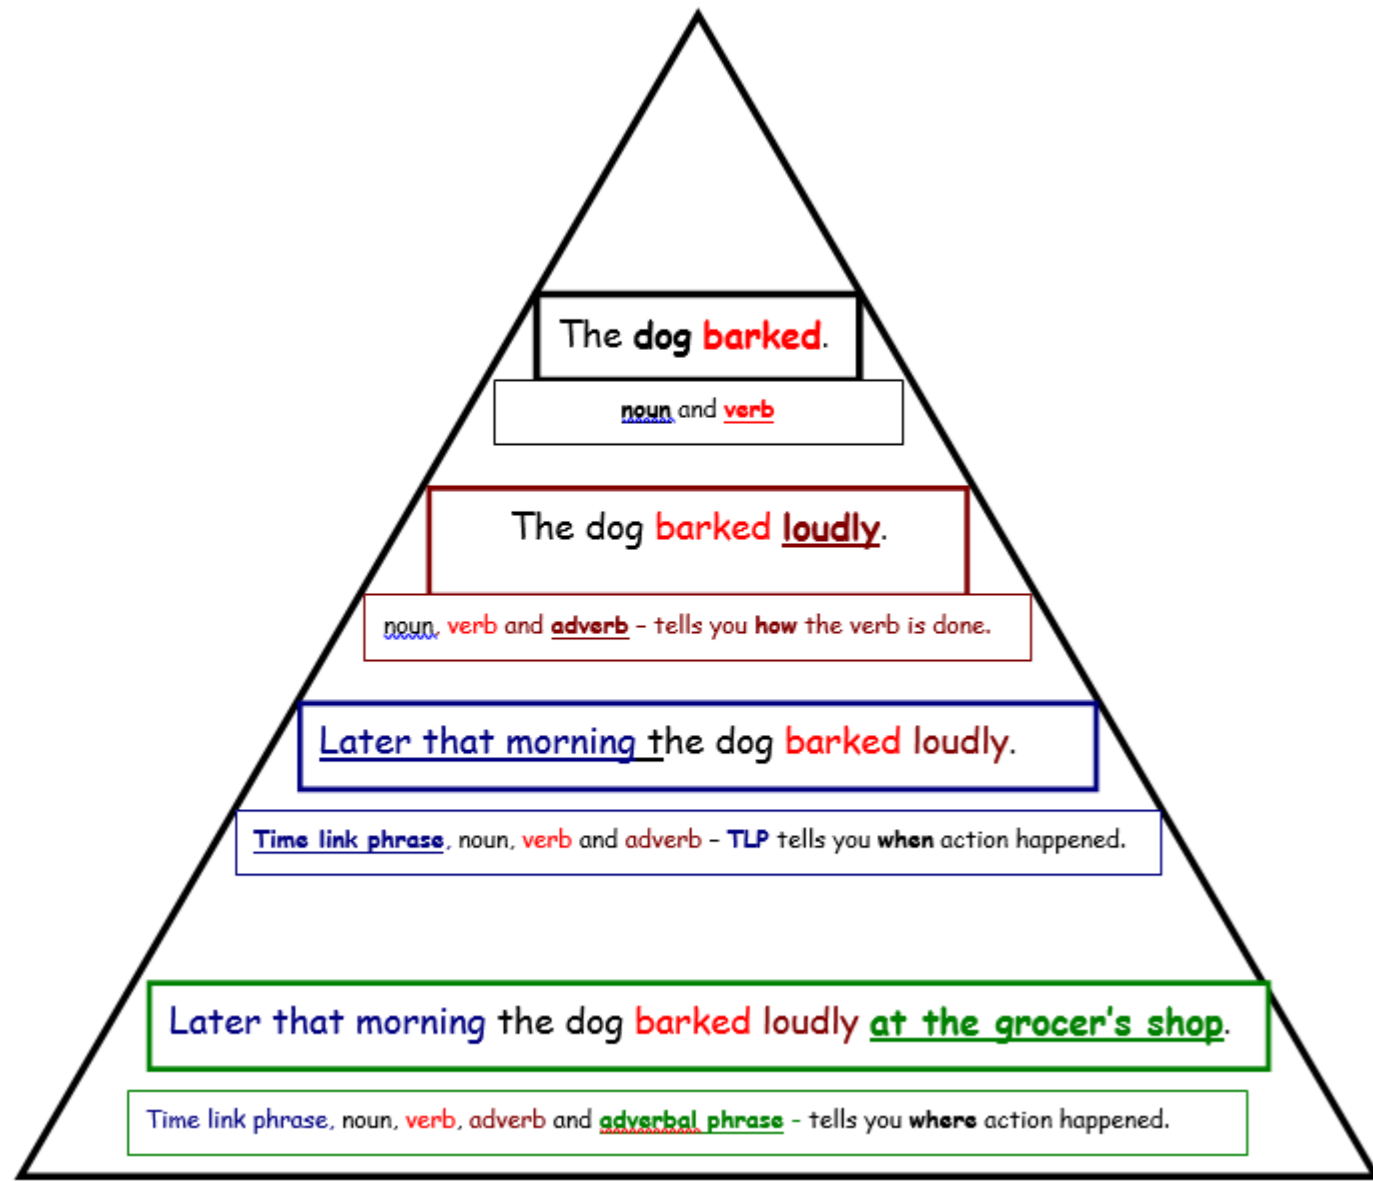 The dog barked.
noun and verb
The dog barked loudly.
noun, verb and adverb – tells you how the verb is done.
Later that morning the dog barked loudly.
Time link phrase, noun, verb and adverb – TLP tells you when action happened.
Later that morning the dog barked loudly at the grocer's shop.
Time link phrase, noun, verb, adverb and adverbal phrase - tells you where action happened.